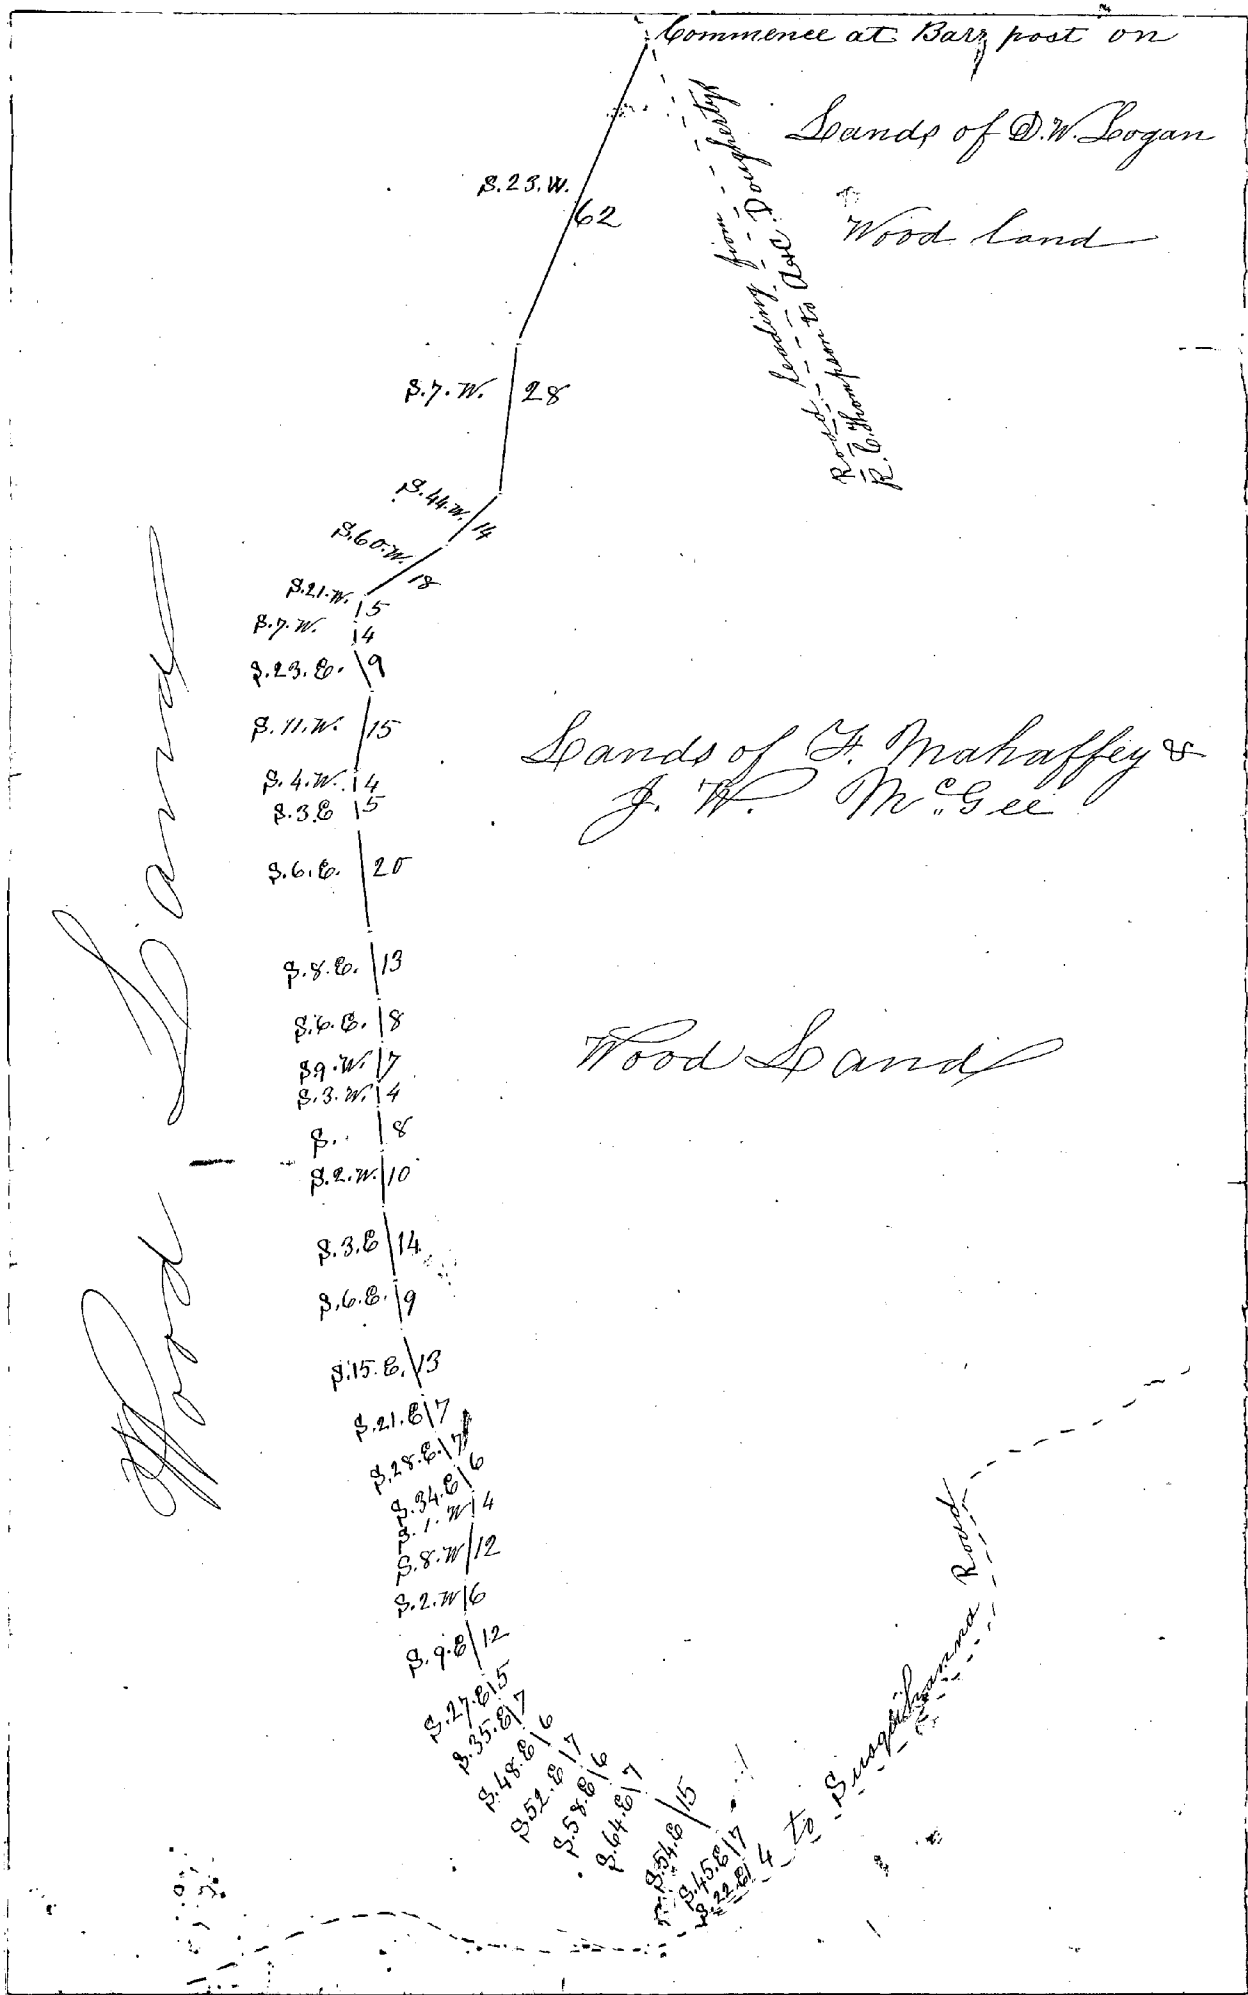 Commence at Barz post on
Lands of D.W. Logan
Wood land
Road leading from
R.C. Thompson to A&C. Dougherty's
S.23.W. 62
S.7.W. 28
S.44.W. 14
S.60.W. 18
S.21.W. 5
S.7.W. 4
S.23.E. 9
S.11.W. 15
S.4.W. 4
S.3.E 5
Lands of F. Mahaffey &
J. W. McGee
S.6.E. 20
S.8.E. 13
S.6.E. 8
S9.W. 7
S.3.W. 4
Wood Land
S.. 8
S.2.W. 10
S.3.E 14
S.6.E. 9
S.15.E. 13
S.21.E 7
S.28.E. 7
S.34.E 6
S.1.W 4
S.8.W 12
S.2.W 6
S.9.E 12
S.27.E 5
S.35.E 7
S.48.E 6
S.52.E 7
S.58.E 6
S.64.E 7
S.54.E 15
S.45.E 7
S.22.E 4 to Susquehanna Road
Wood Land